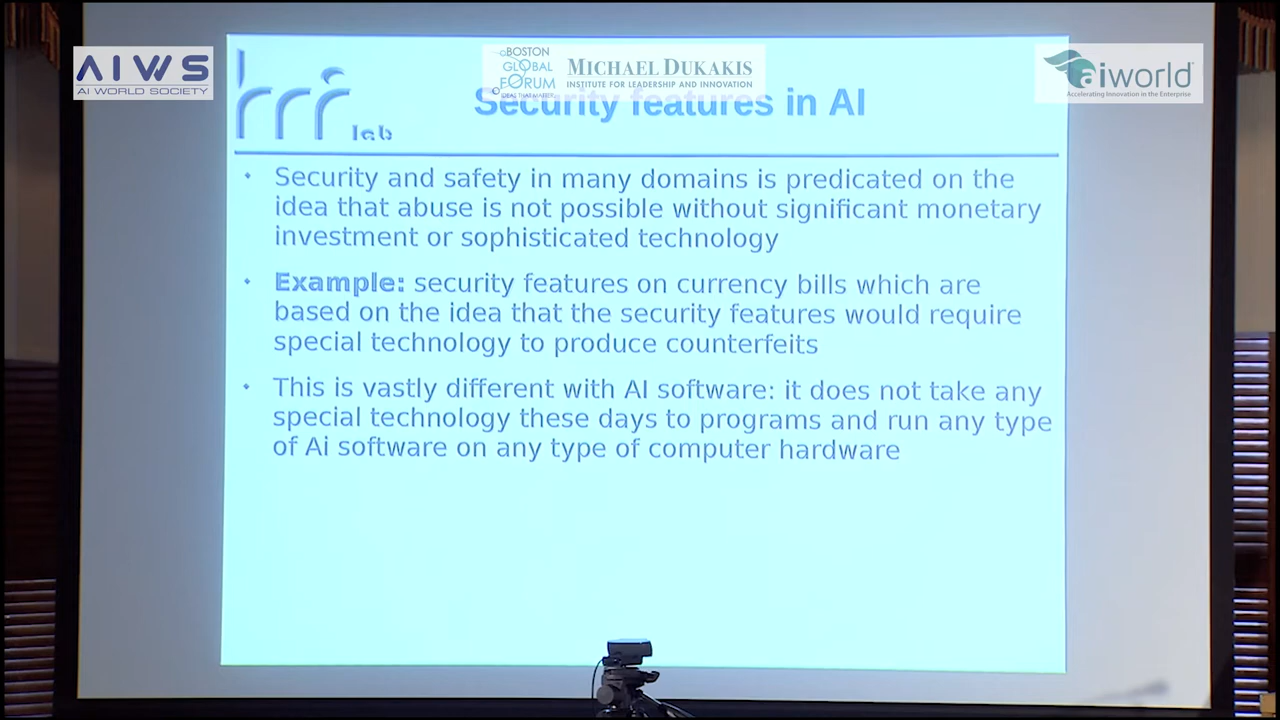 AIWS
AI WORLD SOCIETY
BOSTON
GLOBAL
FORUM
MICHAEL DUKAKIS
INSTITUTE FOR LEADERSHIP AND INNOVATION
aiworld
Accelerating Innovation in the Enterprise
hrilab
Security features in AI
• Security and safety in many domains is predicated on the
idea that abuse is not possible without significant monetary
investment or sophisticated technology
• Example: security features on currency bills which are
based on the idea that the security features would require
special technology to produce counterfeits
• This is vastly different with AI software: it does not take any
special technology these days to programs and run any type
of Ai software on any type of computer hardware